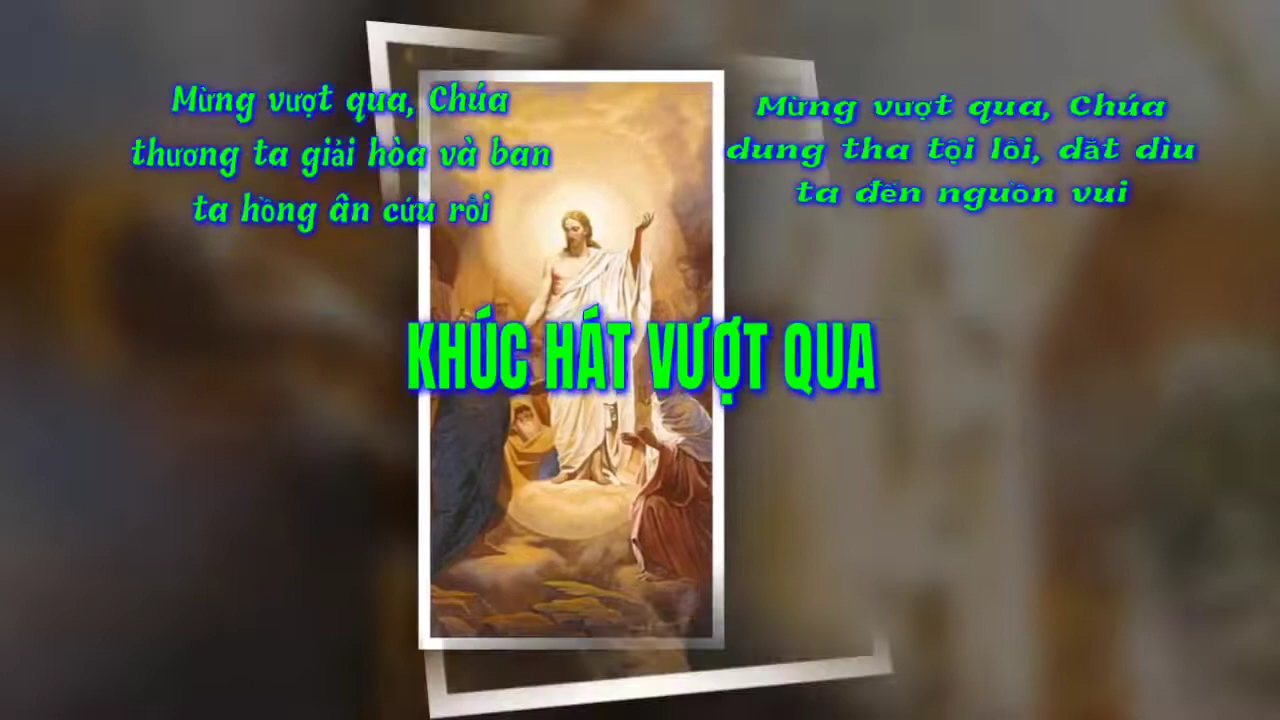 Mừng vượt qua, Chúa
thương ta giải hòa và ban
ta hồng ân cứu rỗi
Mừng vượt qua, Chúa
dung tha tội lỗi, dắt dìu
ta đến nguồn vui
KHÚC HÁT VƯỢT QUA